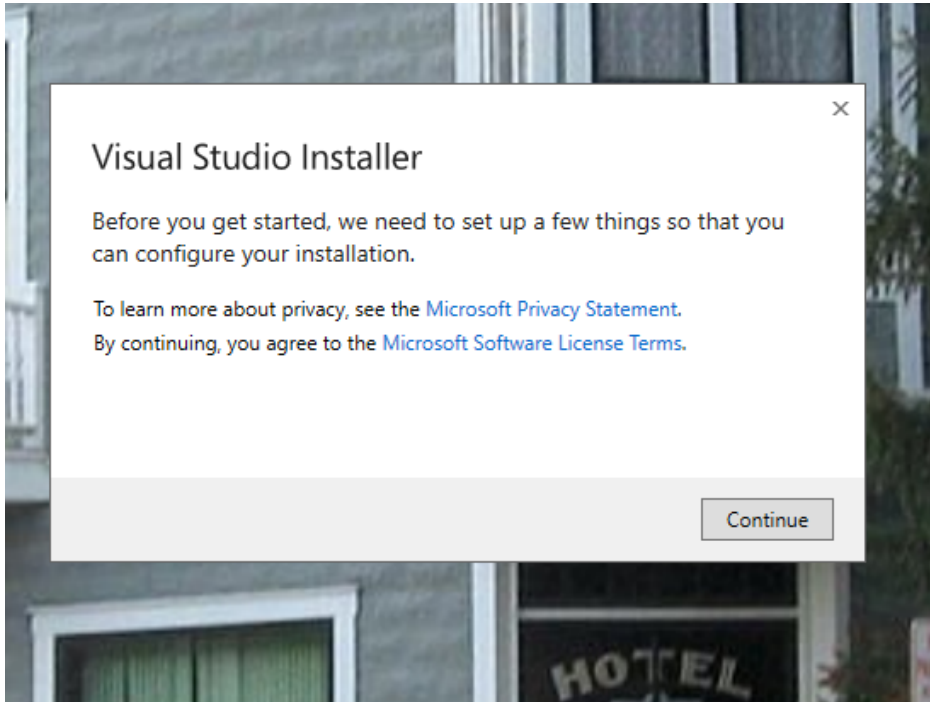 Visual Studio Installer
Before you get started, we need to set up a few things so that you
can configure your installation.
To learn more about privacy, see the Microsoft Privacy Statement.
By continuing, you agree to the Microsoft Software License Terms.
Continue
HOTEL